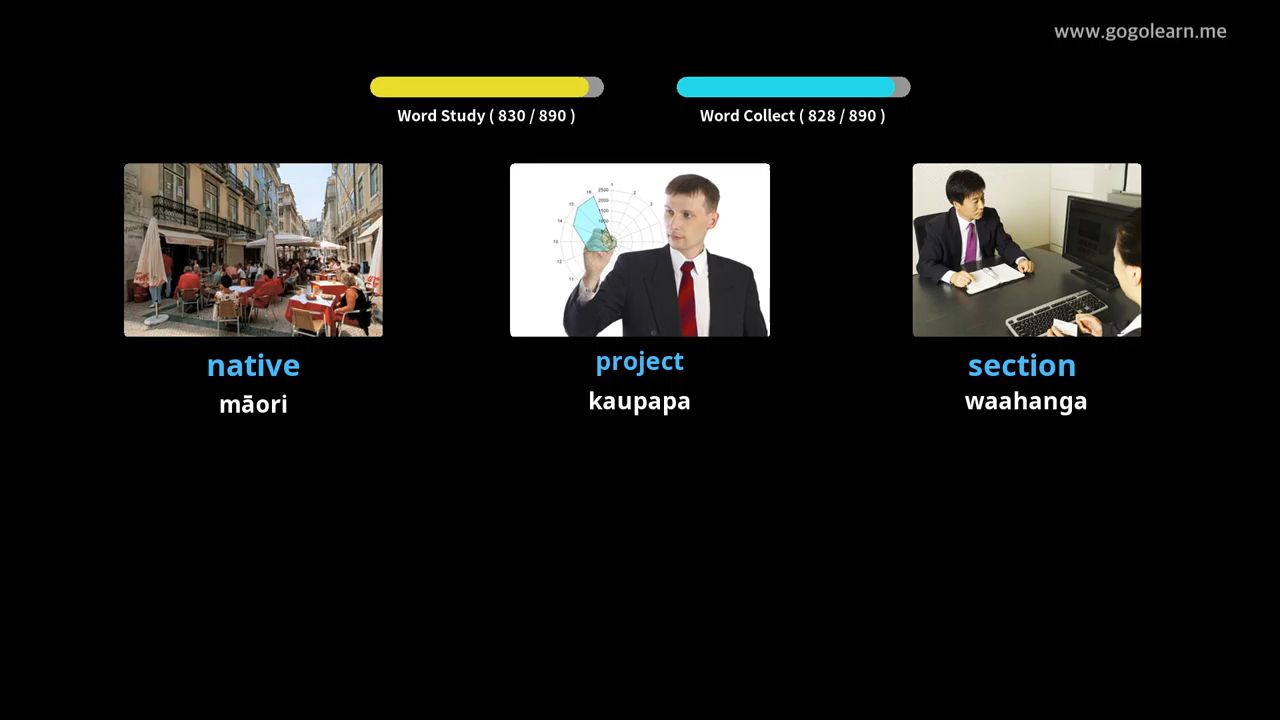 www.gogolearn.me
Word Study ( 830 / 890 )
Word Collect ( 828 / 890 )
native
māori
project
kaupapa
section
waahanga